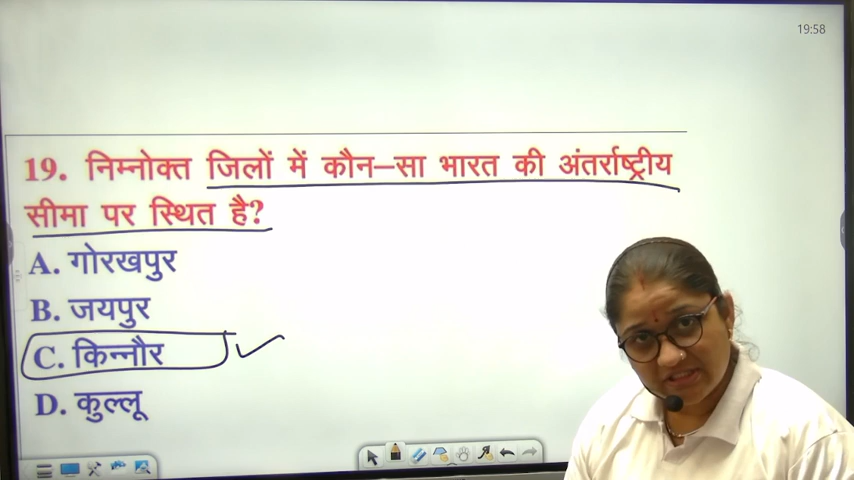 19:58
19. निम्नोक्त जिलों में कौन–सा भारत की अंतर्राष्ट्रीय
सीमा पर स्थित है?
A. गोरखपुर
B. जयपुर
C. किन्नौर
D. कुल्लू